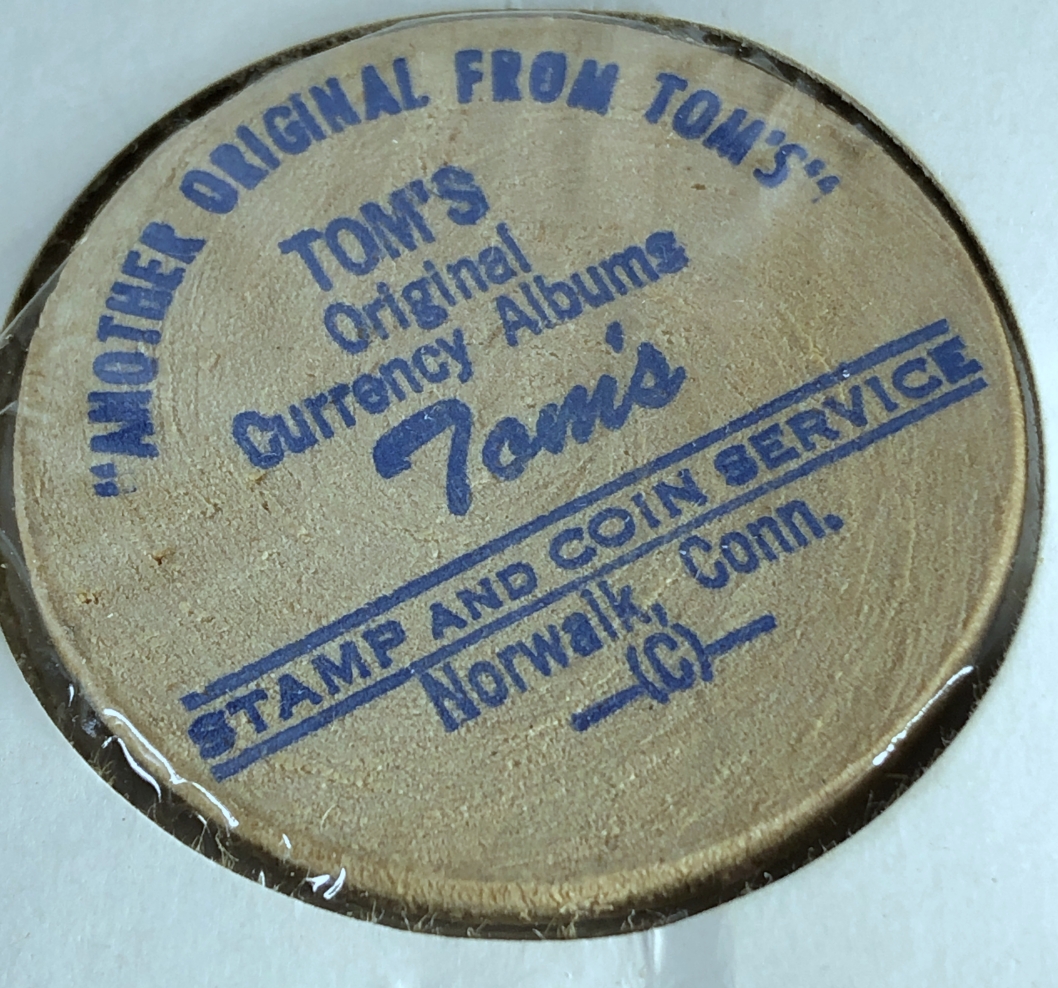 "ANOTHER ORIGINAL FROM TOM'S"
TOM'S
Original
Currency Albums
Tom's
STAMP AND COIN SERVICE
Norwalk, Conn.
—(C)—